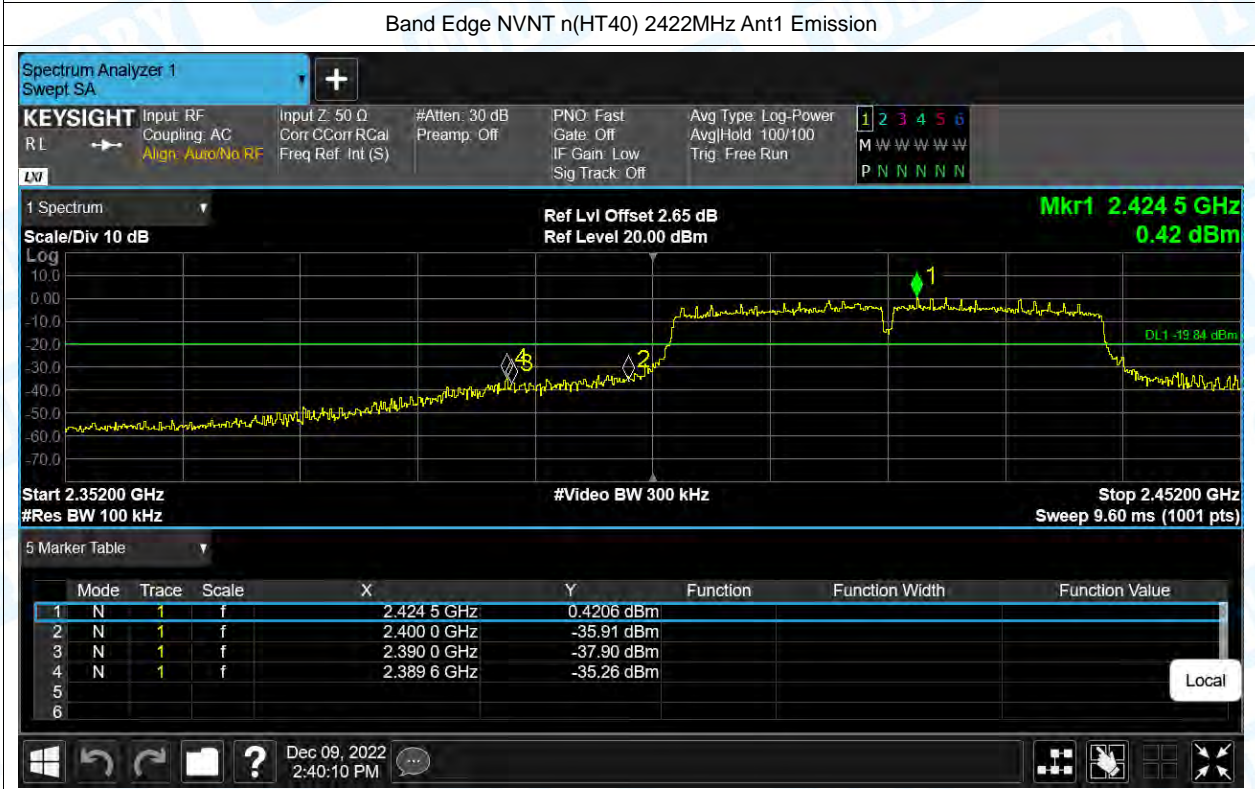 Band Edge NVNT n(HT40) 2422MHz Ant1 Emission
Spectrum Analyzer 1
Swept SA
+
KEYSIGHT
RL
LXI
Input: RF
Coupling: AC
Align: Auto/No RF
Input Z: 50 Ω
Corr CCorr RCal
Freq Ref: Int (S)
#Atten: 30 dB
Preamp: Off
PNO: Fast
Gate: Off
IF Gain: Low
Sig Track: Off
Avg Type: Log-Power
Avg|Hold: 100/100
Trig: Free Run
1 2 3 4 5 6
M W W W W W
P N N N N N
1 Spectrum
Scale/Div 10 dB
Ref Lvl Offset 2.65 dB
Ref Level 20.00 dBm
Mkr1 2.424 5 GHz
0.42 dBm
Log
10.0
0.00
-10.0
-20.0
-30.0
-40.0
-50.0
-60.0
-70.0
1
2
3
4
DL1 -19.84 dBm
Start 2.35200 GHz
#Video BW 300 kHz
Stop 2.45200 GHz
#Res BW 100 kHz
Sweep 9.60 ms (1001 pts)
5 Marker Table
Mode Trace Scale X Y Function Function Width Function Value
1 N 1 f 2.424 5 GHz 0.4206 dBm
2 N 1 f 2.400 0 GHz -35.91 dBm
3 N 1 f 2.390 0 GHz -37.90 dBm
4 N 1 f 2.389 6 GHz -35.26 dBm
5
6
Local
?
Dec 09, 2022
2:40:10 PM